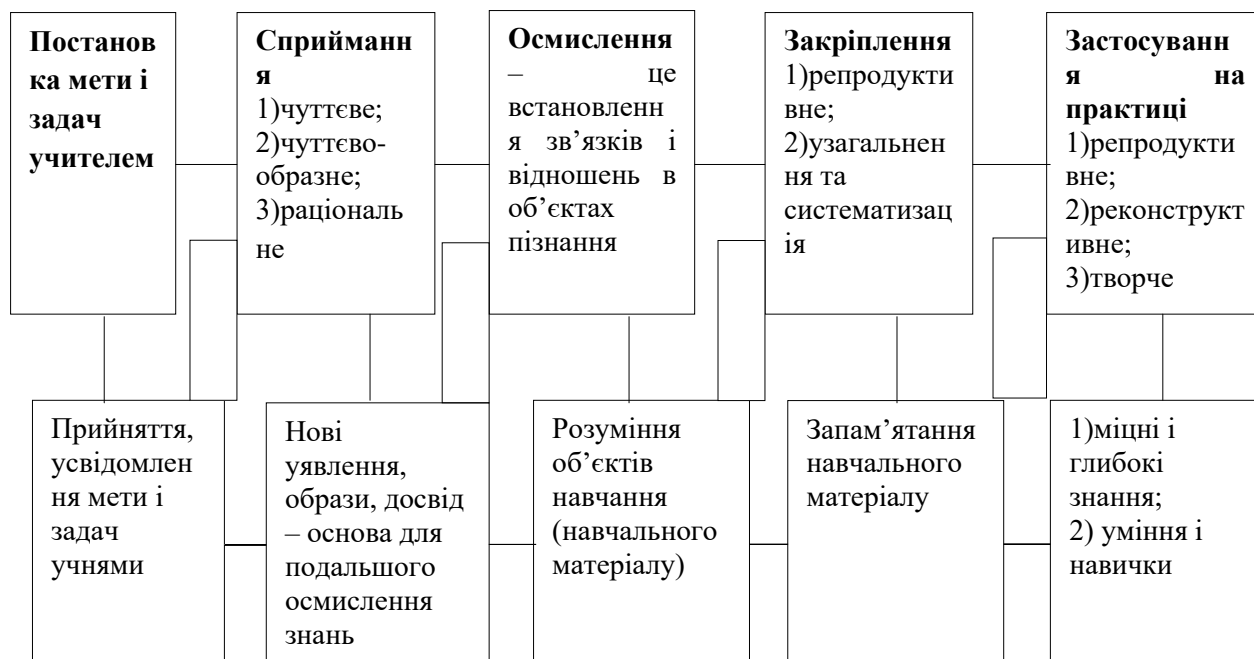 Постанов
ка мети і
задач
учителем
Сприйманн
я
1)чуттєве;
2)чуттєво-
образне;
3)раціональ
не
Осмислення
– це
встановленн
я зв’язків і
відношень в
об’єктах
пізнання
Закріплення
1)репродукти
вне;
2)узагальнен
ня та
систематизац
ія
Застосуванн
я на
практиці
1)репродукти
вне;
2)реконструкт
ивне;
3)творче
Прийняття,
усвідомлен
ня мети і
задач
учнями
Нові
уявлення,
образи, досвід
– основа для
подальшого
осмислення
знань
Розуміння
об’єктів
навчання
(навчального
матеріалу)
Запам’ятання
навчального
матеріалу
1)міцні і
глибокі
знання;
2) уміння і
навички